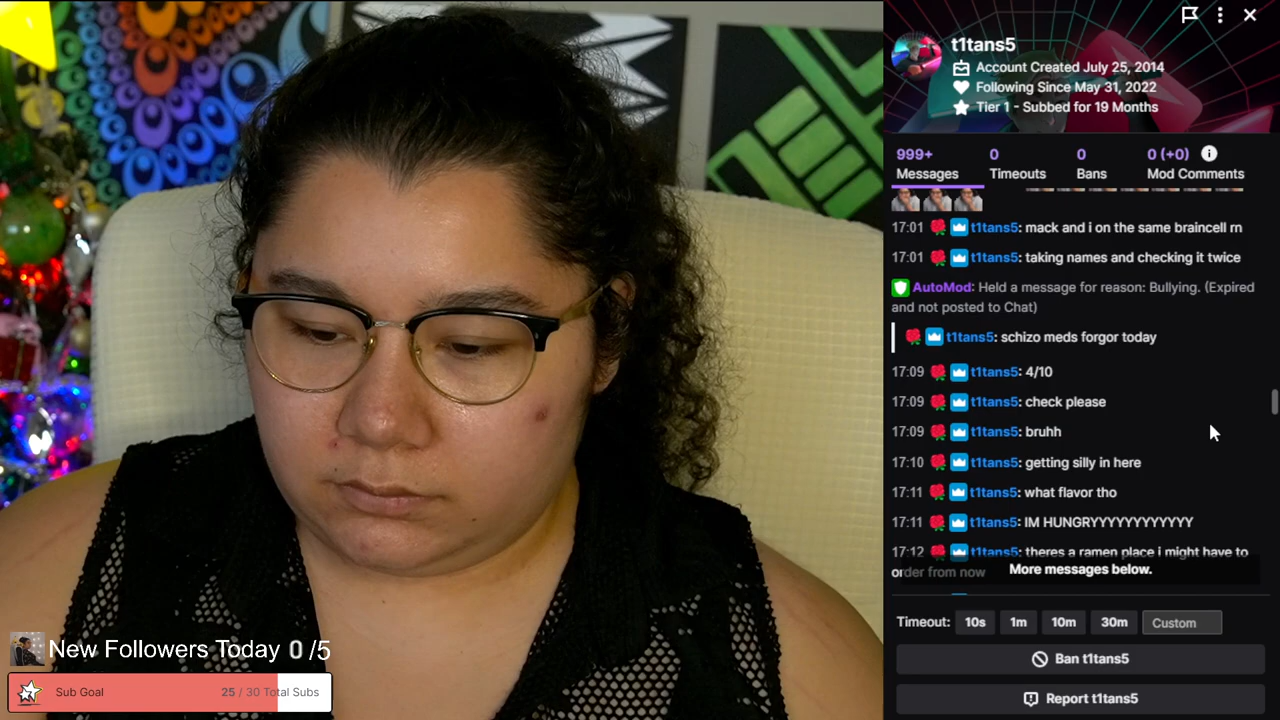 t1tans5
Account Created July 25, 2014
Following Since May 31, 2022
Tier 1 - Subbed for 19 Months
999+ 0 0 0 (+0)
Messages Timeouts Bans Mod Comments
17:01 t1tans5: mack and i on the same braincell rn
17:01 t1tans5: taking names and checking it twice
AutoMod: Held a message for reason: Bullying. (Expired
and not posted to Chat)
t1tans5: schizo meds forgor today
17:09 t1tans5: 4/10
17:09 t1tans5: check please
17:09 t1tans5: bruhh
17:10 t1tans5: getting silly in here
17:11 t1tans5: what flavor tho
17:11 t1tans5: IM HUNGRYYYYYYYYYYYY
17:12 t1tans5: theres a ramen place i might have to
order from now
More messages below.
Timeout: 10s 1m 10m 30m Custom
Ban t1tans5
Report t1tans5
New Followers Today 0 /5
Sub Goal 25 / 30 Total Subs